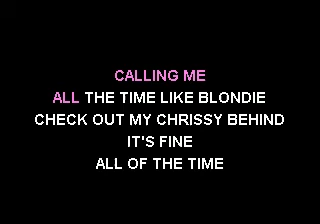 CALLING ME
ALL THE TIME LIKE BLONDIE
CHECK OUT MY CHRISSY BEHIND
IT'S FINE
ALL OF THE TIME